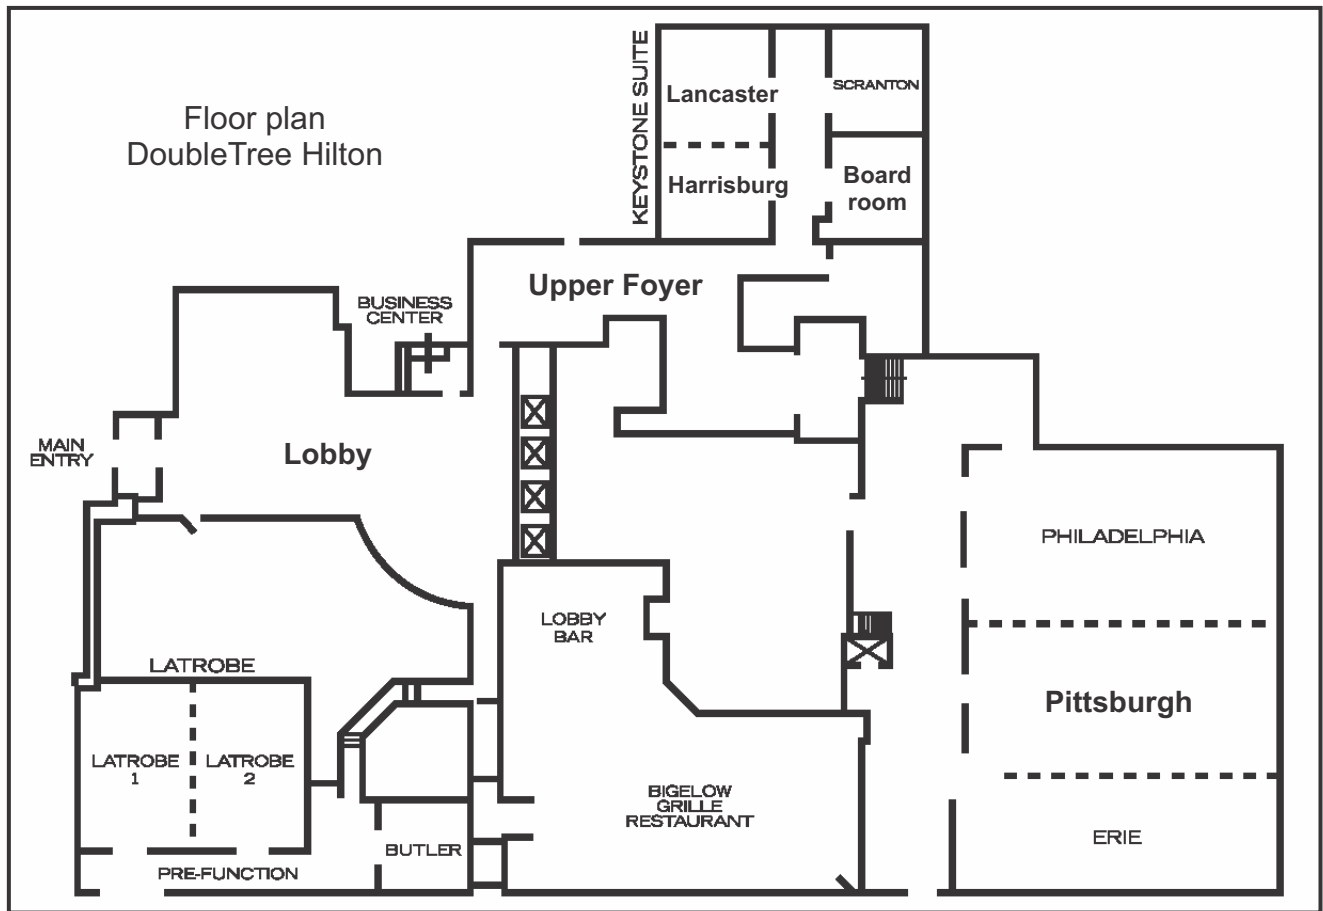 Floor plan
DoubleTree Hilton
KEYSTONE SUITE
Lancaster
SCRANTON
Harrisburg
Board
room
Upper Foyer
BUSINESS
CENTER
MAIN
ENTRY
Lobby
PHILADELPHIA
LOBBY
BAR
LATROBE
Pittsburgh
LATROBE
1
LATROBE
2
BIGELOW
GRILLE
RESTAURANT
ERIE
BUTLER
PRE-FUNCTION